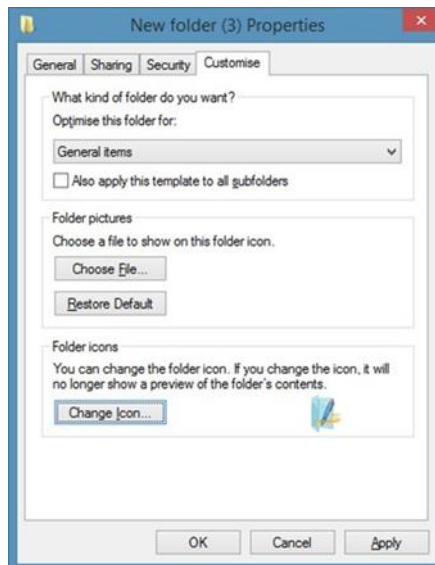 New folder (3) Properties
General Sharing Security Customise
What kind of folder do you want?
Optimise this folder for:
General items
Also apply this template to all subfolders
Folder pictures
Choose a file to show on this folder icon.
Choose File...
Restore Default
Folder icons
You can change the folder icon. If you change the icon, it will
no longer show a preview of the folder's contents.
Change Icon...
OK Cancel Apply